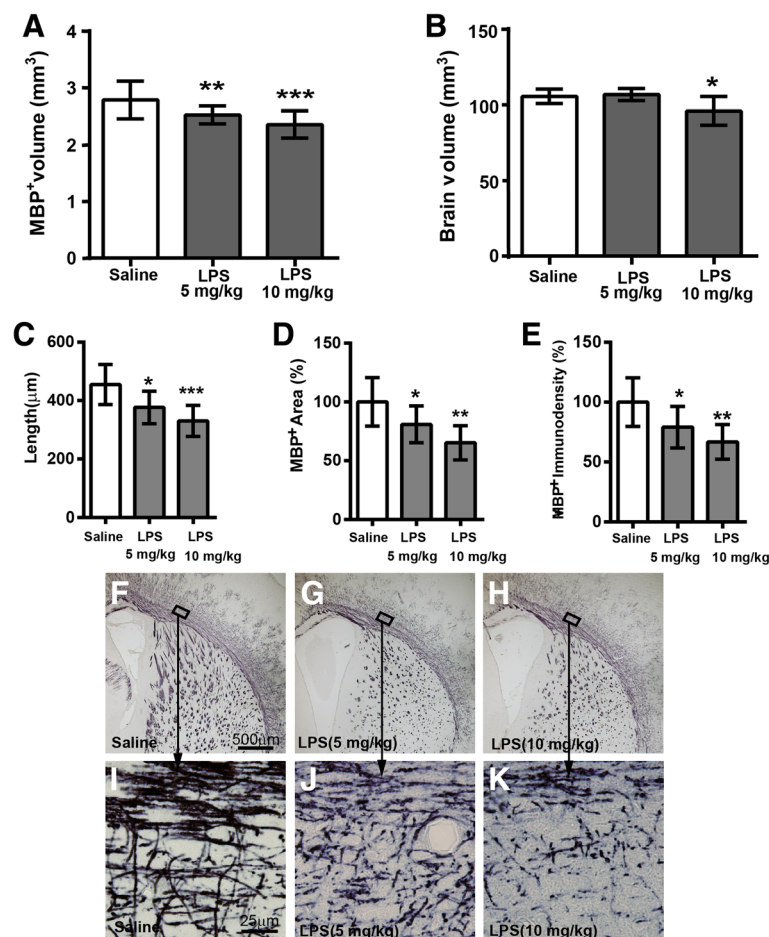 A
MBP⁺ volume (mm³)
4
3
2
1
0
**
***
Saline
LPS
5 mg/kg
LPS
10 mg/kg
B
Brain volume (mm³)
150
100
50
0
*
Saline
LPS
5 mg/kg
LPS
10 mg/kg
C
Length(μm)
600
400
200
0
*
***
Saline
LPS
5 mg/kg
LPS
10 mg/kg
D
MBP⁺ Area (%)
150
100
50
0
*
**
Saline
LPS
5 mg/kg
LPS
10 mg/kg
E
MBP⁺ Immunodensity (%)
150
100
50
0
*
**
Saline
LPS
5 mg/kg
LPS
10 mg/kg
F
Saline
500μm
G
LPS(5 mg/kg)
H
LPS(10 mg/kg)
I
Saline
25μm
J
LPS(5 mg/kg)
K
LPS(10 mg/kg)